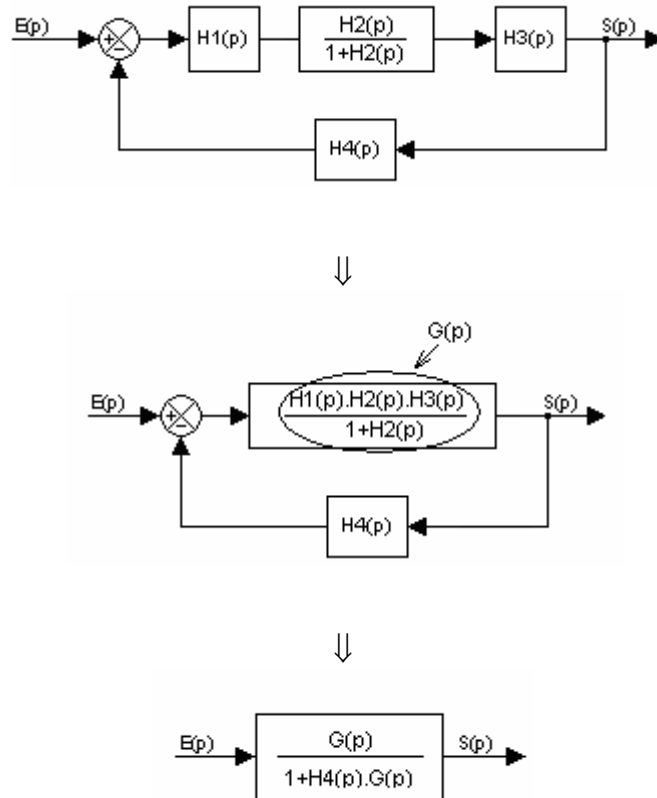 E(p)
S(p)
+
−
H1(p)
H2(p)
1+H2(p)
H3(p)
H4(p)
⇓
G(p)
E(p)
S(p)
+
−
H1(p).H2(p).H3(p)
1+H2(p)
H4(p)
⇓
E(p)
G(p)
1+H4(p).G(p)
S(p)